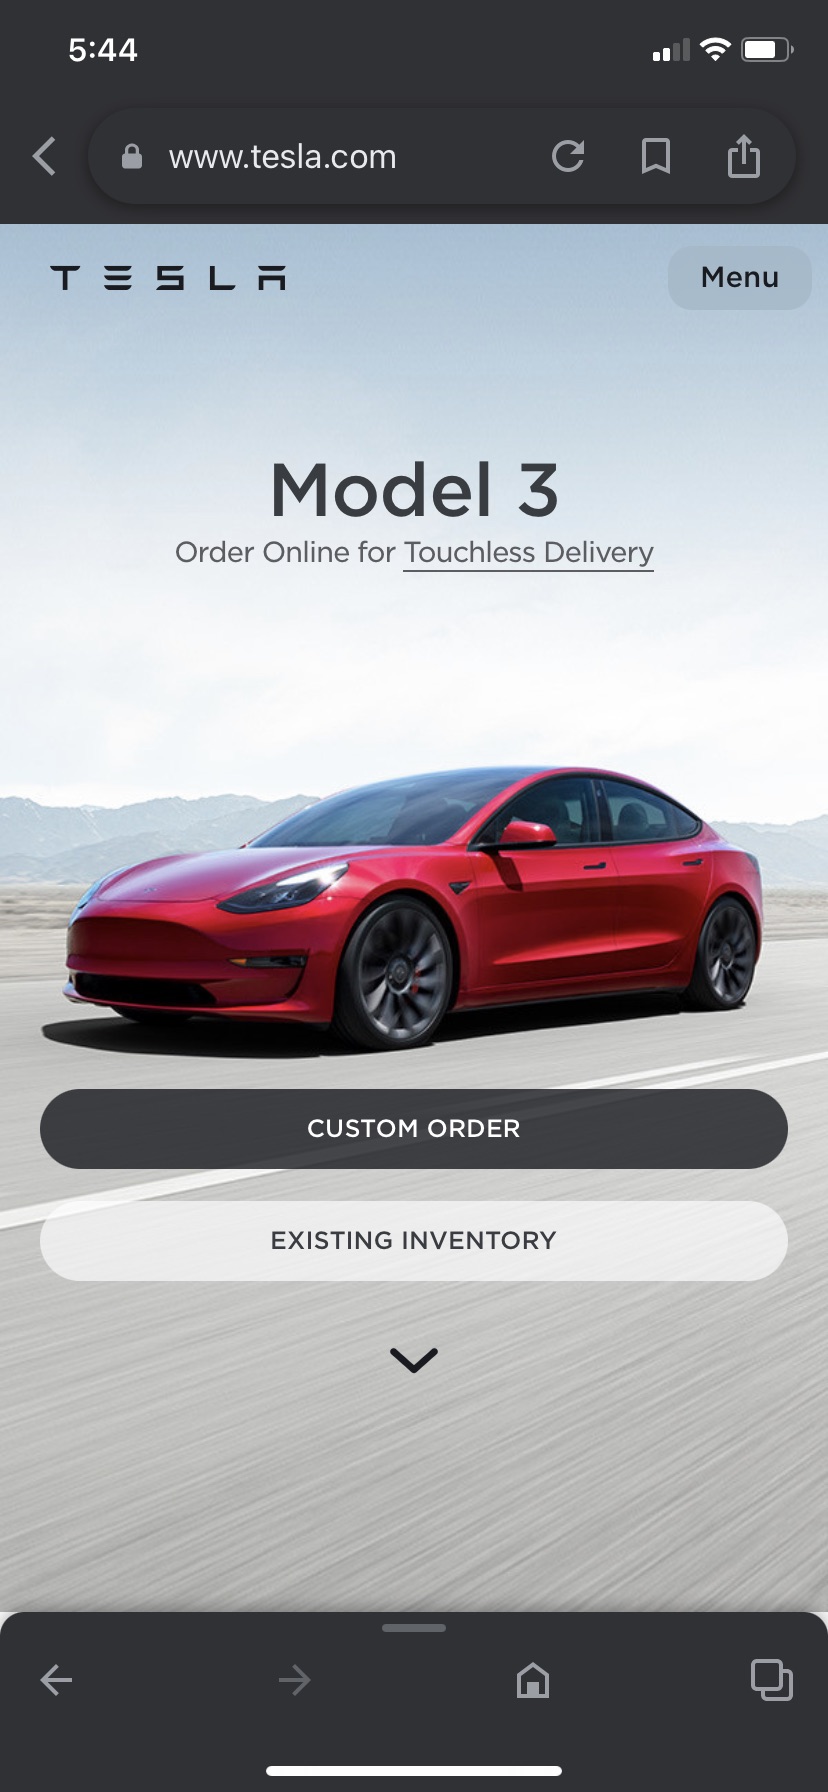 5:44
www.tesla.com
TESLA
Menu
Model 3
Order Online for Touchless Delivery
CUSTOM ORDER
EXISTING INVENTORY